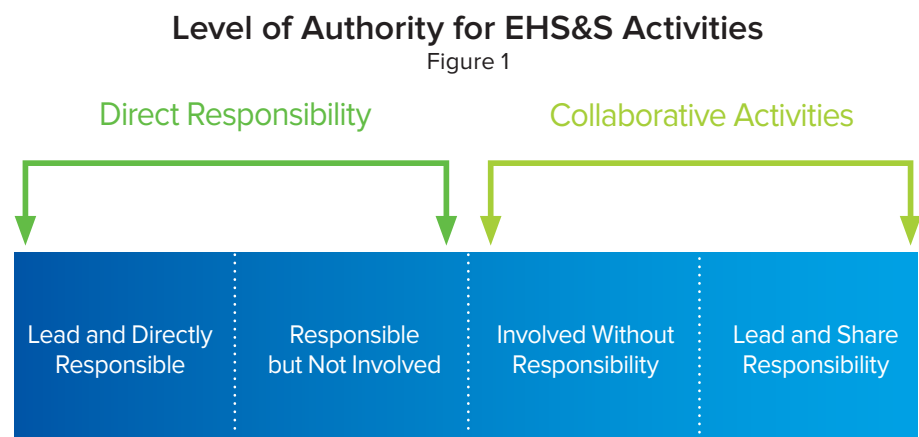 Level of Authority for EHS&S Activities
Figure 1
Direct Responsibility
Collaborative Activities
Lead and Directly
Responsible
Responsible
but Not Involved
Involved Without
Responsibility
Lead and Share
Responsibility